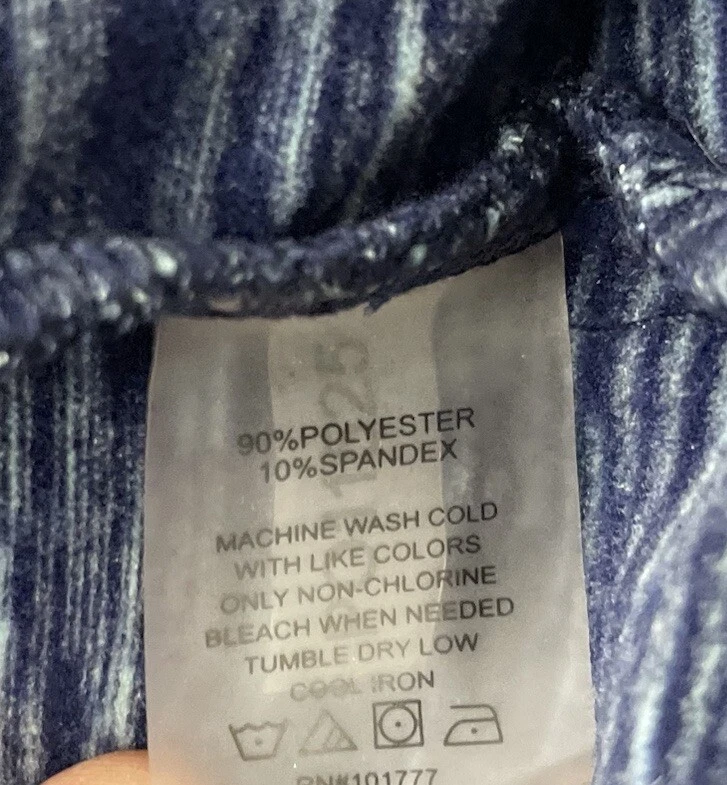 90%POLYESTER
10%SPANDEX
MACHINE WASH COLD
WITH LIKE COLORS
ONLY NON-CHLORINE
BLEACH WHEN NEEDED
TUMBLE DRY LOW
COOL IRON
RN#101777